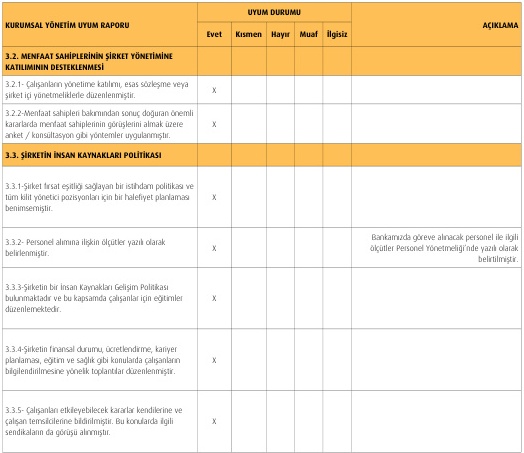 KURUMSAL YÖNETİM UYUM RAPORU
UYUM DURUMU
AÇIKLAMA
Evet Kısmen Hayır Muaf İlgisiz
3.2. MENFAAT SAHİPLERİNİN ŞİRKET YÖNETİMİNE
KATILIMININ DESTEKLENMESİ
3.2.1- Çalışanların yönetime katılımı, esas sözleşme veya
şirket içi yönetmeliklerle düzenlenmiştir.
X
3.2.2-Menfaat sahipleri bakımından sonuç doğuran önemli
kararlarda menfaat sahiplerinin görüşlerini almak üzere
anket / konsültasyon gibi yöntemler uygulanmıştır.
X
3.3. ŞİRKETİN İNSAN KAYNAKLARI POLİTİKASI
3.3.1-Şirket fırsat eşitliği sağlayan bir istihdam politikası ve
tüm kilit yönetici pozisyonları için bir halefiyet planlaması
benimsemiştir.
X
3.3.2- Personel alımına ilişkin ölçütler yazılı olarak
belirlenmiştir.
X
Bankamızda göreve alınacak personel ile ilgili
ölçütler Personel Yönetmeliği’nde yazılı olarak
belirtilmiştir.
3.3.3-Şirketin bir İnsan Kaynakları Gelişim Politikası
bulunmaktadır ve bu kapsamda çalışanlar için eğitimler
düzenlemektedir.
X
3.3.4-Şirketin finansal durumu, ücretlendirme, kariyer
planlaması, eğitim ve sağlık gibi konularda çalışanların
bilgilendirilmesine yönelik toplantılar düzenlenmiştir.
X
3.3.5- Çalışanları etkileyebilecek kararlar kendilerine ve
çalışan temsilcilerine bildirilmiştir. Bu konularda ilgili
sendikaların da görüşü alınmıştır.
X